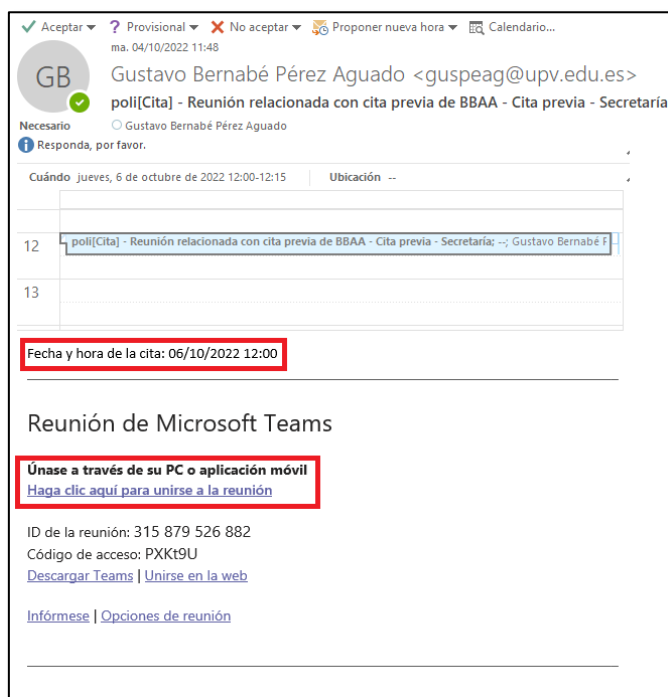 Aceptar ? Provisional No aceptar Proponer nueva hora Calendario...
ma. 04/10/2022 11:48
GB
Gustavo Bernabé Pérez Aguado <guspeag@upv.edu.es>
poli[Cita] - Reunión relacionada con cita previa de BBAA - Cita previa - Secretaría
Necesario Gustavo Bernabé Pérez Aguado
Responda, por favor.
Cuándo jueves, 6 de octubre de 2022 12:00-12:15 Ubicación --
12 poli[Cita] - Reunión relacionada con cita previa de BBAA - Cita previa - Secretaría; --; Gustavo Bernabé P
13
Fecha y hora de la cita: 06/10/2022 12:00
Reunión de Microsoft Teams
Únase a través de su PC o aplicación móvil
Haga clic aquí para unirse a la reunión
ID de la reunión: 315 879 526 882
Código de acceso: PXKt9U
Descargar Teams | Unirse en la web
Infórmese | Opciones de reunión